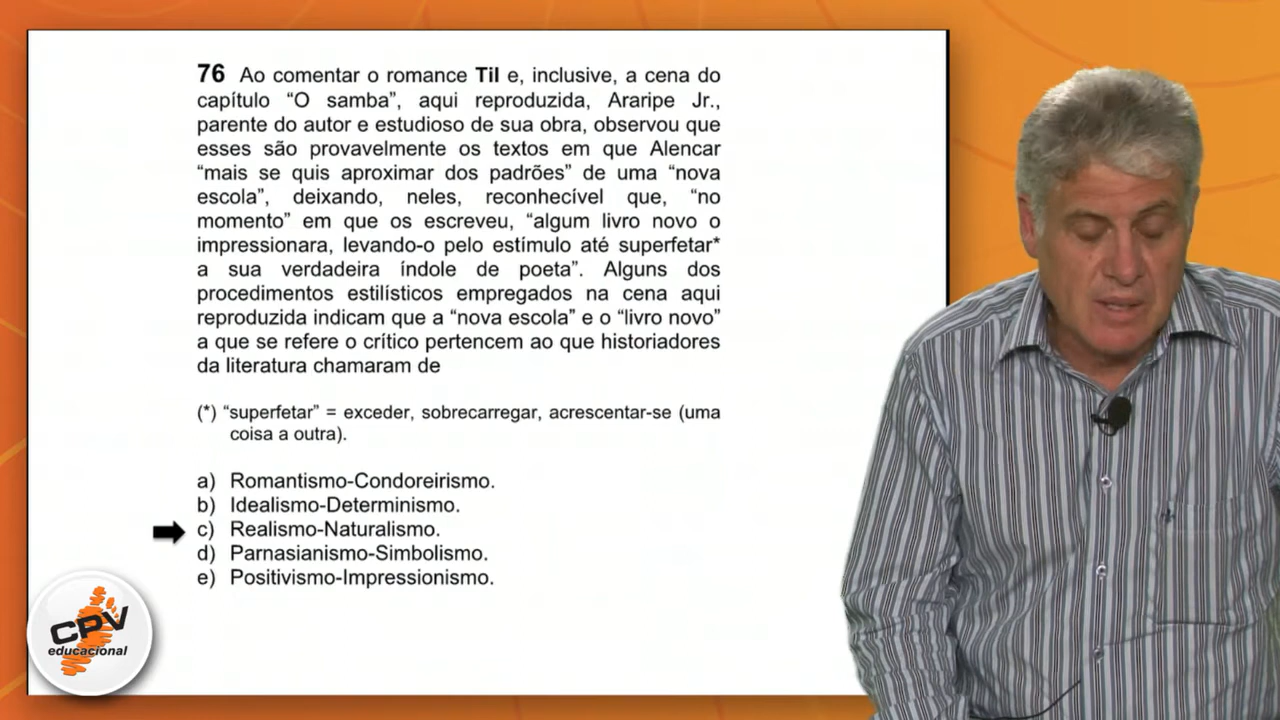 76 Ao comentar o romance Til e, inclusive, a cena do
capítulo “O samba”, aqui reproduzida, Araripe Jr.,
parente do autor e estudioso de sua obra, observou que
esses são provavelmente os textos em que Alencar
“mais se quis aproximar dos padrões” de uma “nova
escola”, deixando, neles, reconhecível que, “no
momento” em que os escreveu, “algum livro novo o
impressionara, levando-o pelo estímulo até superfetar*
a sua verdadeira índole de poeta”. Alguns dos
procedimentos estilísticos empregados na cena aqui
reproduzida indicam que a “nova escola” e o “livro novo”
a que se refere o crítico pertencem ao que historiadores
da literatura chamaram de
(*) “superfetar” = exceder, sobrecarregar, acrescentar-se (uma
coisa a outra).
a) Romantismo-Condoreirismo.
b) Idealismo-Determinismo.
c) Realismo-Naturalismo.
d) Parnasianismo-Simbolismo.
e) Positivismo-Impressionismo.
CPV
educacional